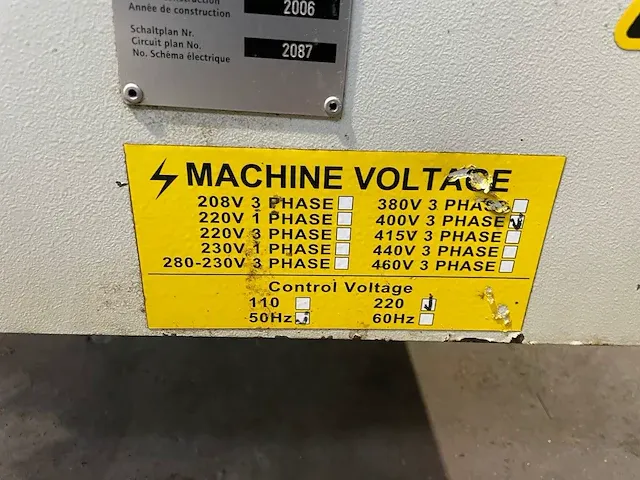 Année de construction 2006
Schaltplan Nr.
Circuit plan No. 2087
No. Schéma électrique
MACHINE VOLTAGE
208V 3 PHASE 380V 3 PHASE
220V 1 PHASE 400V 3 PHASE
220V 3 PHASE 415V 3 PHASE
230V 1 PHASE 440V 3 PHASE
280-230V 3 PHASE 460V 3 PHASE
Control Voltage
110 220
50Hz 60Hz